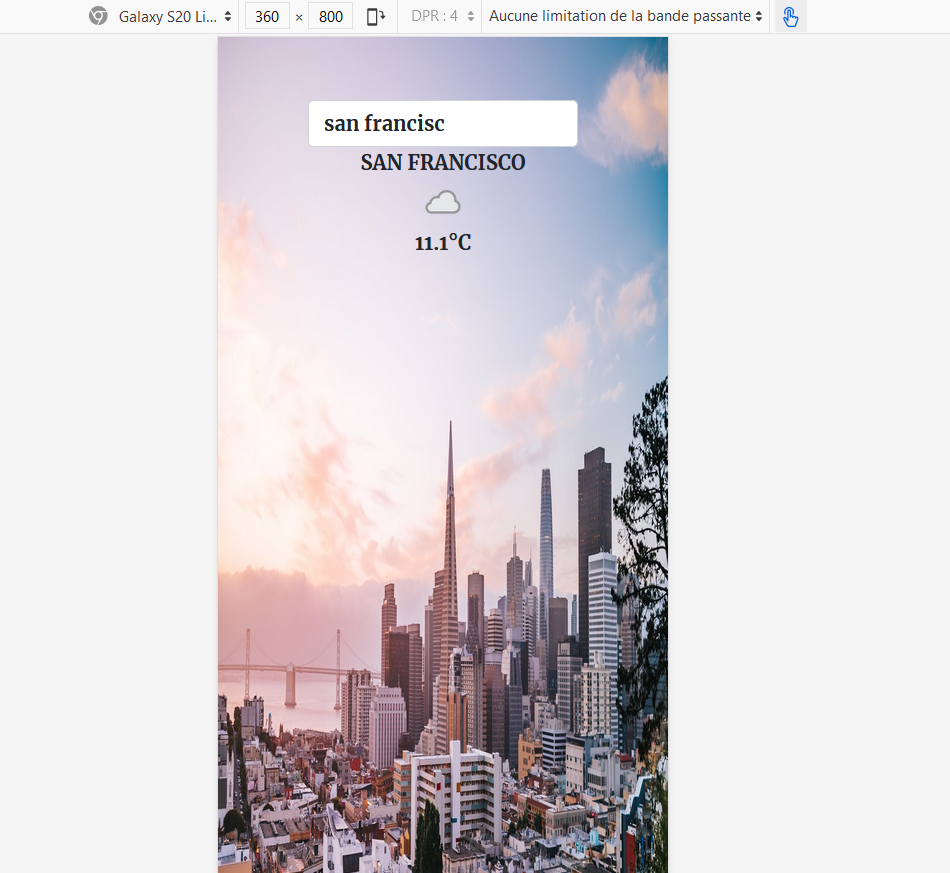 Galaxy S20 Li... 360 × 800 DPR : 4 Aucune limitation de la bande passante
san francisc
SAN FRANCISCO
11.1°C